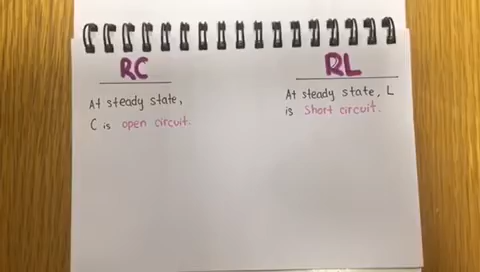 RC
At steady state,
C is open circuit.
RL
At steady state, L
is short circuit.